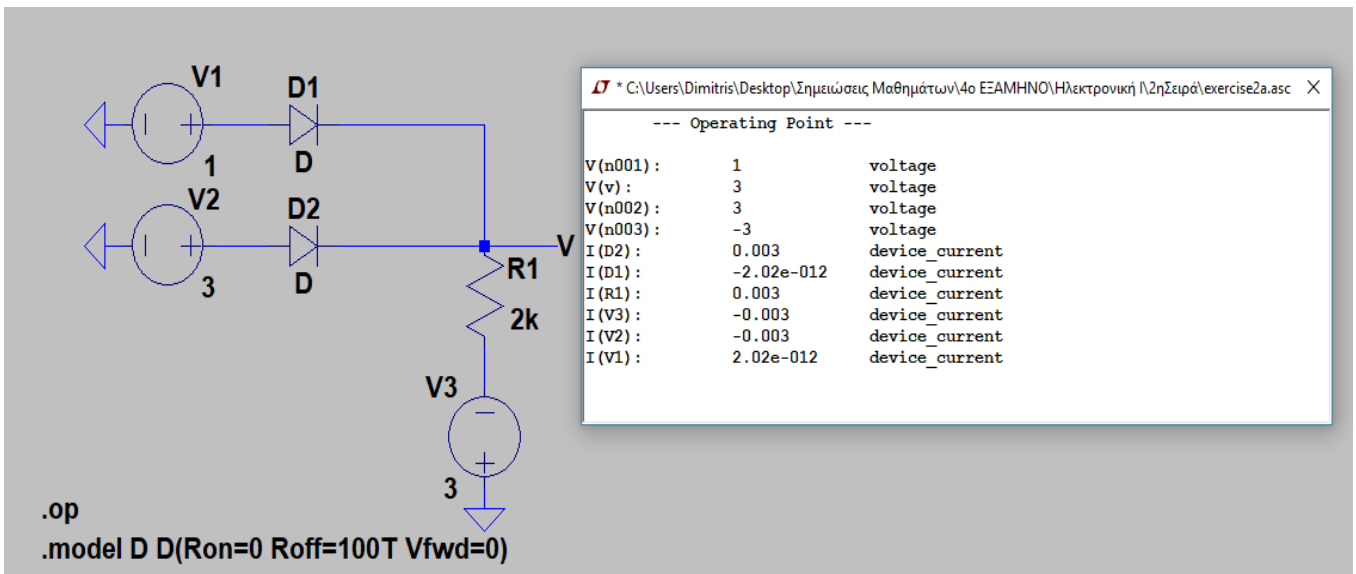 V1
D1
1
D
V2
D2
3
D
V
R1
2k
V3
3
.op
.model D D(Ron=0 Roff=100T Vfwd=0)
* C:\Users\Dimitris\Desktop\Σημειώσεις Μαθημάτων\4ο ΕΞΑΜΗΝΟ\Ηλεκτρονική Ι\2ηΣειρά\exercise2a.asc
--- Operating Point ---
V(n001): 1 voltage
V(v): 3 voltage
V(n002): 3 voltage
V(n003): -3 voltage
I(D2): 0.003 device_current
I(D1): -2.02e-012 device_current
I(R1): 0.003 device_current
I(V3): -0.003 device_current
I(V2): -0.003 device_current
I(V1): 2.02e-012 device_current